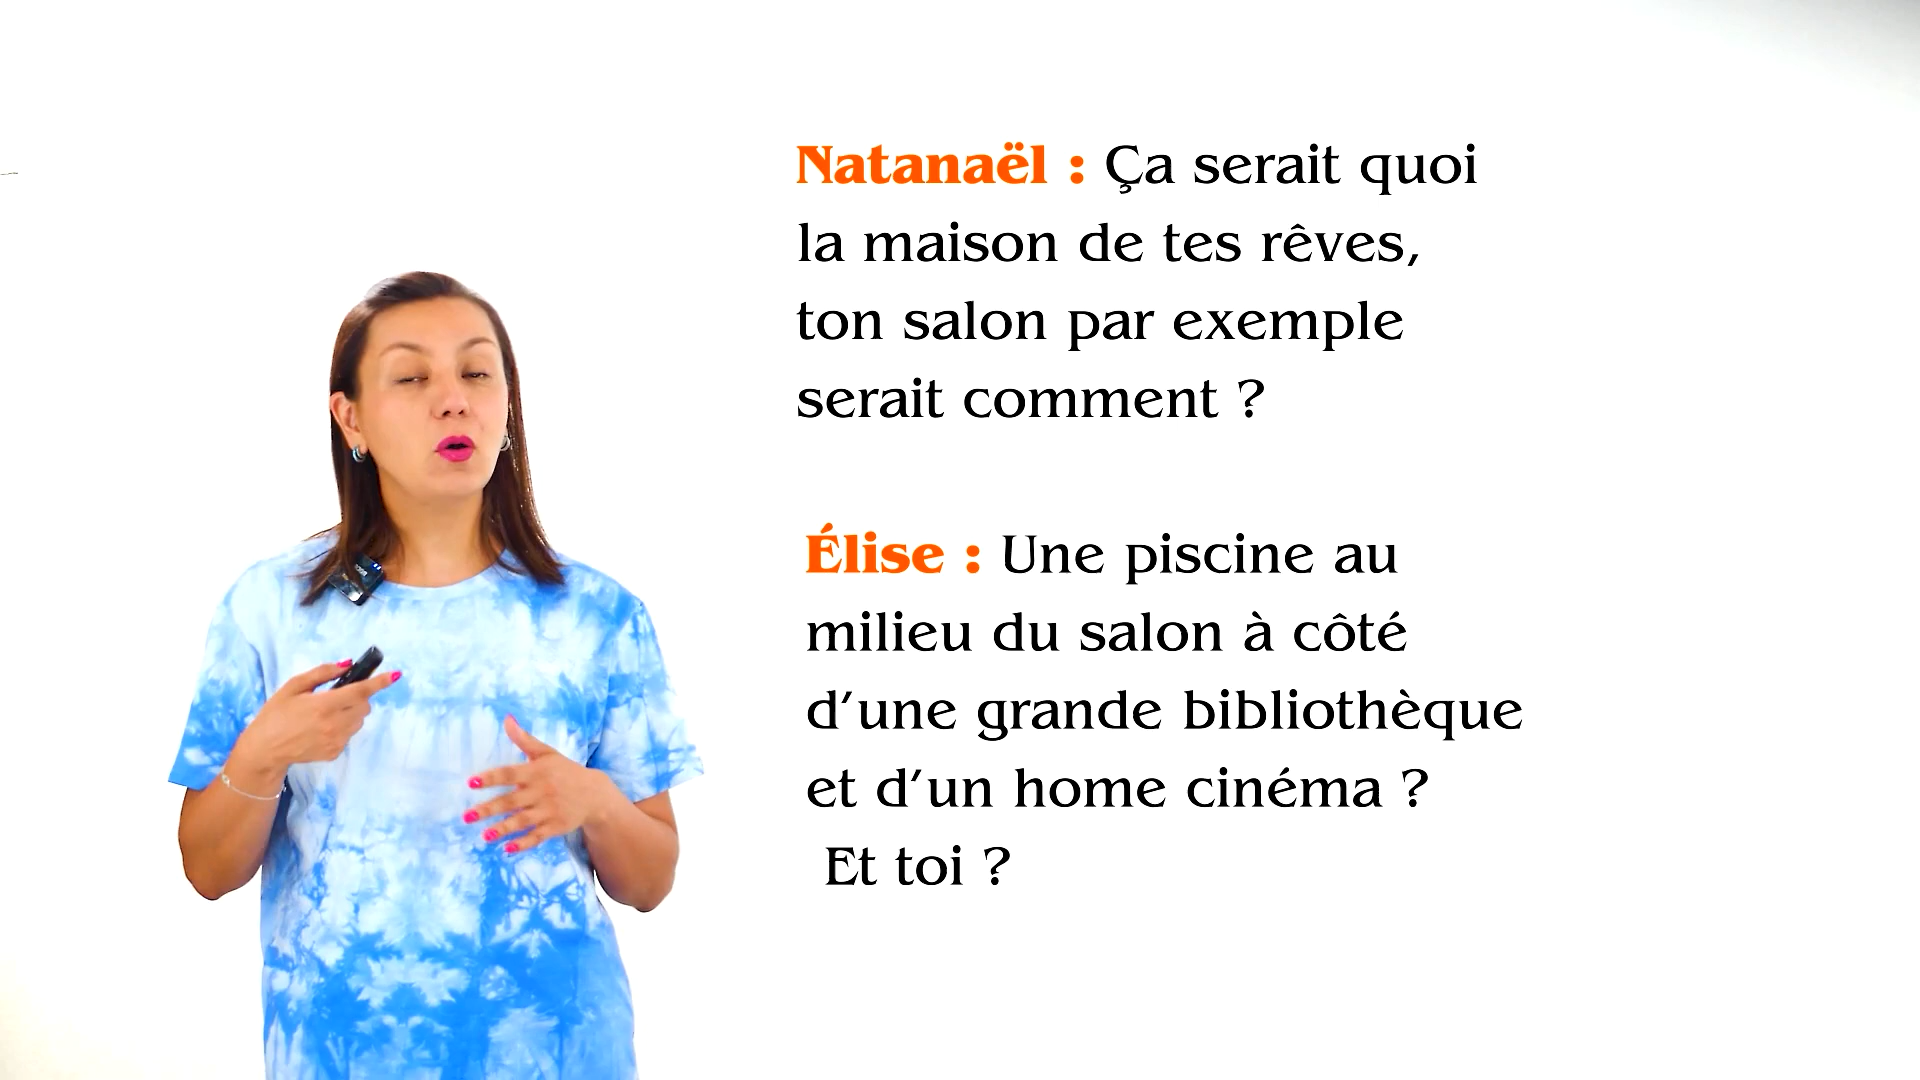 Natanaël : Ça serait quoi
la maison de tes rêves,
ton salon par exemple
serait comment ?
Élise : Une piscine au
milieu du salon à côté
d’une grande bibliothèque
et d’un home cinéma ?
Et toi ?